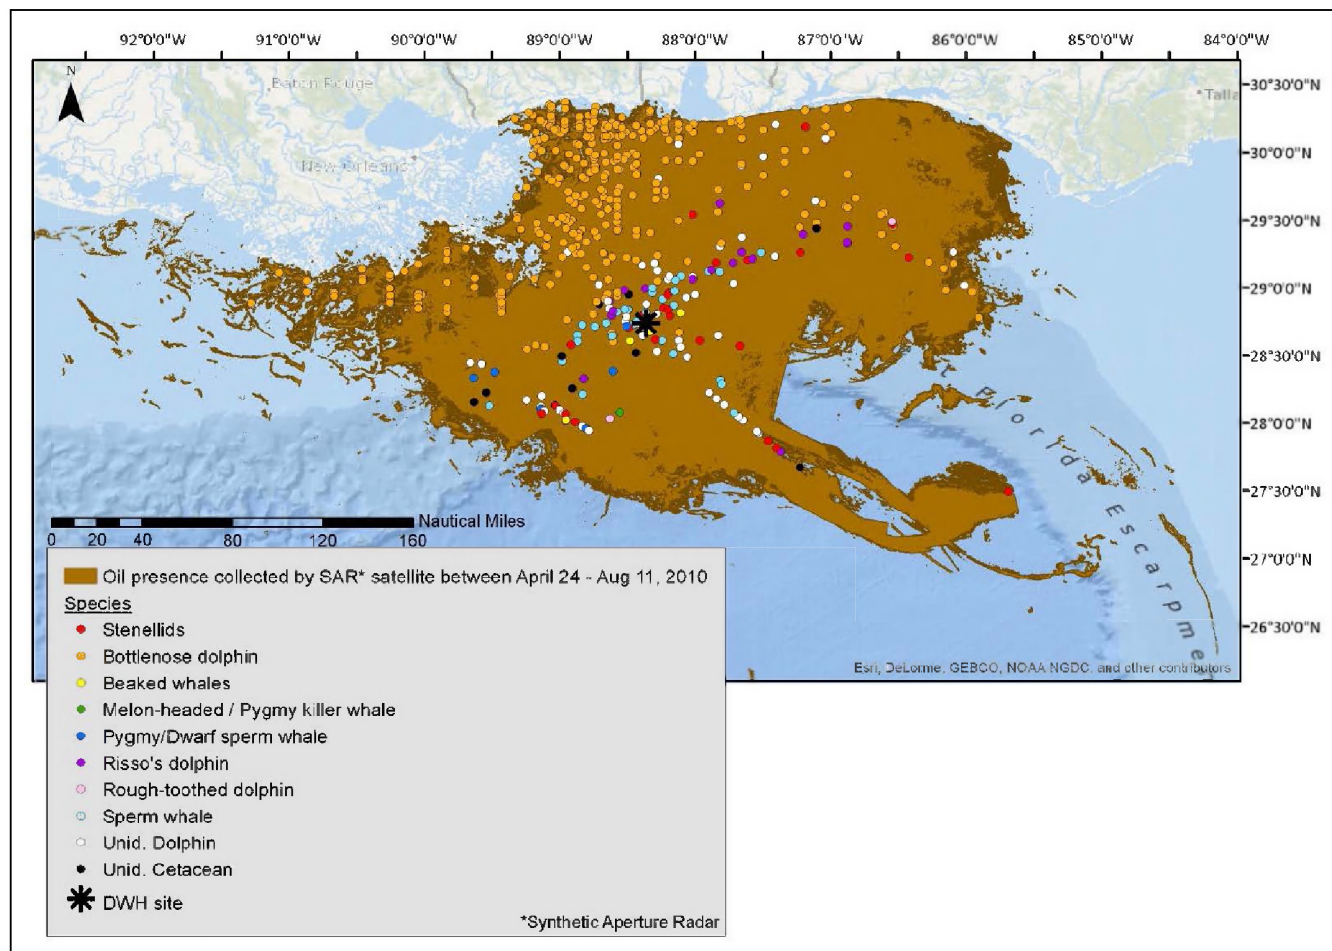 92°0'0"W 91°0'0"W 90°0'0"W 89°0'0"W 88°0'0"W 87°0'0"W 86°0'0"W 85°0'0"W 84°0'0"W
N
Baton Rouge
30°30'0"N
Talla
New Orleans
30°0'0"N
29°30'0"N
29°0'0"N
28°30'0"N
t Florida Escarpme
28°0'0"N
27°30'0"N
Nautical Miles
0 20 40 80 120 160
27°0'0"N
26°30'0"N
Esri, DeLorme, GEBCO, NOAA NGDC, and other contributors
Oil presence collected by SAR* satellite between April 24 - Aug 11, 2010
Species
Stenellids
Bottlenose dolphin
Beaked whales
Melon-headed / Pygmy killer whale
Pygmy/Dwarf sperm whale
Risso's dolphin
Rough-toothed dolphin
Sperm whale
Unid. Dolphin
Unid. Cetacean
DWH site
*Synthetic Aperture Radar